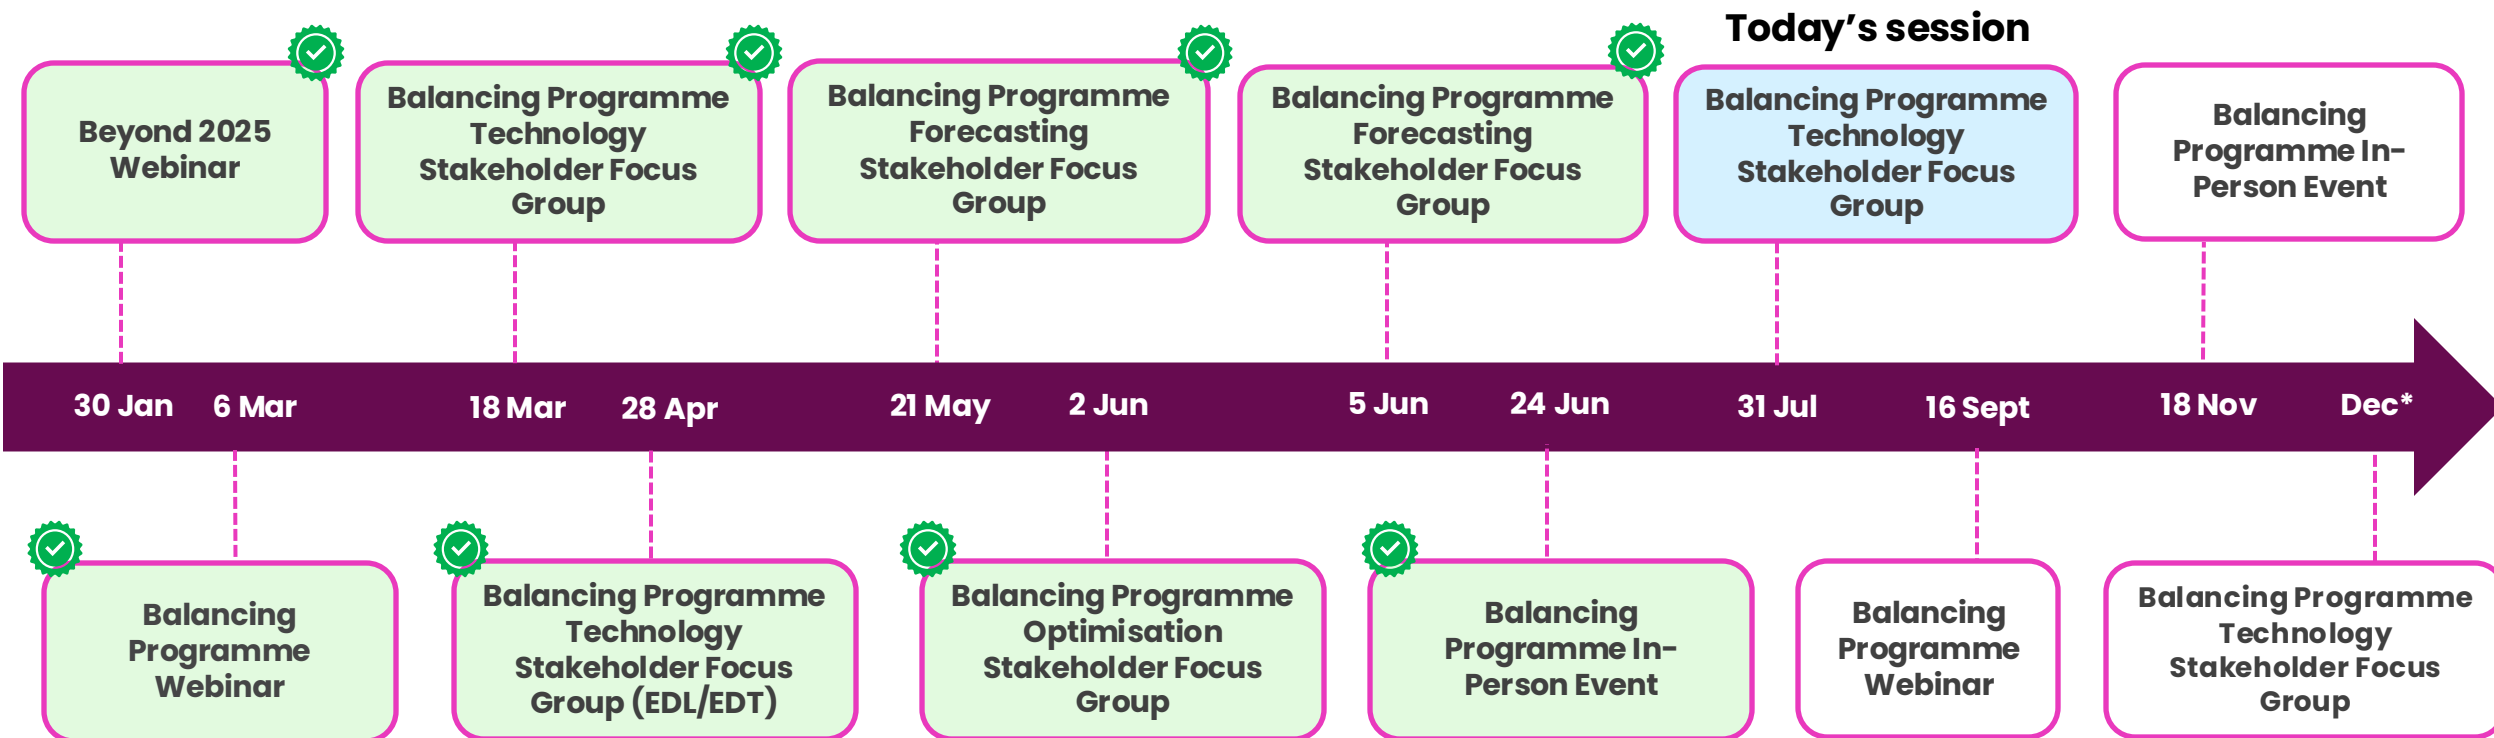 Today's session
Beyond 2025
Webinar
Balancing Programme
Technology
Stakeholder Focus
Group
Balancing Programme
Forecasting
Stakeholder Focus
Group
Balancing Programme
Forecasting
Stakeholder Focus
Group
Balancing Programme
Technology
Stakeholder Focus
Group
Balancing
Programme In-
Person Event
30 Jan
6 Mar
18 Mar
28 Apr
21 May
2 Jun
5 Jun
24 Jun
31 Jul
16 Sept
18 Nov
Dec*
Balancing
Programme
Webinar
Balancing Programme
Technology
Stakeholder Focus
Group (EDL/EDT)
Balancing Programme
Optimisation
Stakeholder Focus
Group
Balancing
Programme In-
Person Event
Balancing
Programme
Webinar
Balancing Programme
Technology
Stakeholder Focus
Group